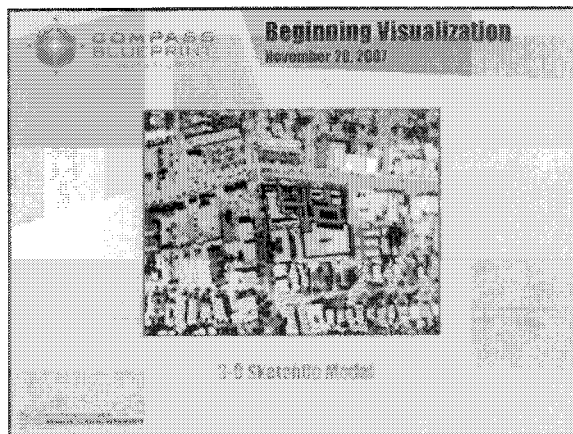 COMPASS
BLUEPRINT
Beginning Visualization
November 20, 2007
3-D SketchUp Model